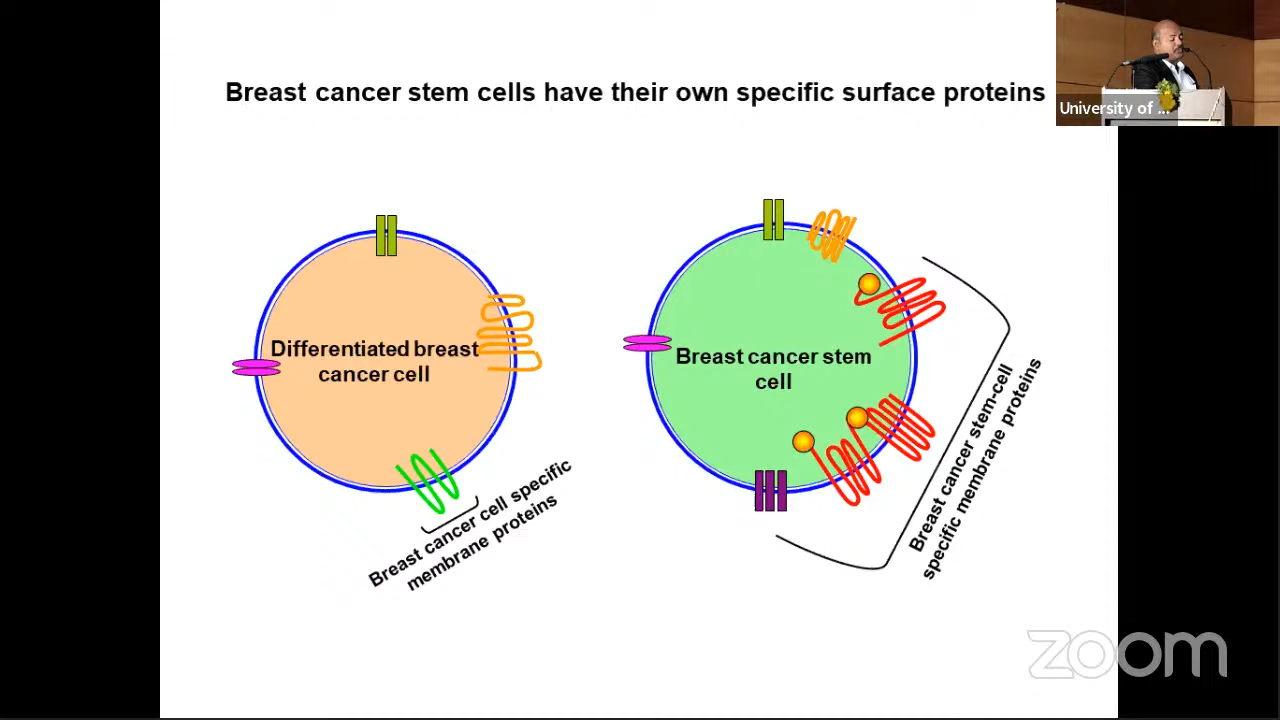 Breast cancer stem cells have their own specific surface proteins
University of ...
Differentiated breast
cancer cell
Breast cancer cell specific
membrane proteins
Breast cancer stem
cell
Breast cancer stem-cell
specific membrane proteins
zoom